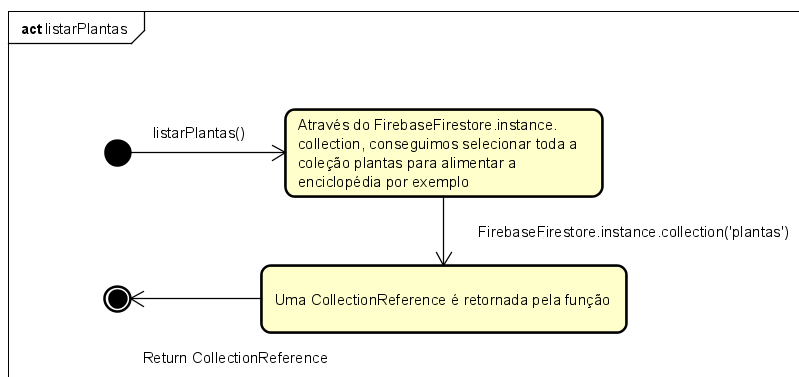 act listarPlantas
listarPlantas()
Através do FirebaseFirestore.instance.
collection, conseguimos selecionar toda a
coleção plantas para alimentar a
enciclopédia por exemplo
FirebaseFirestore.instance.collection('plantas')
Uma CollectionReference é retornada pela função
Return CollectionReference